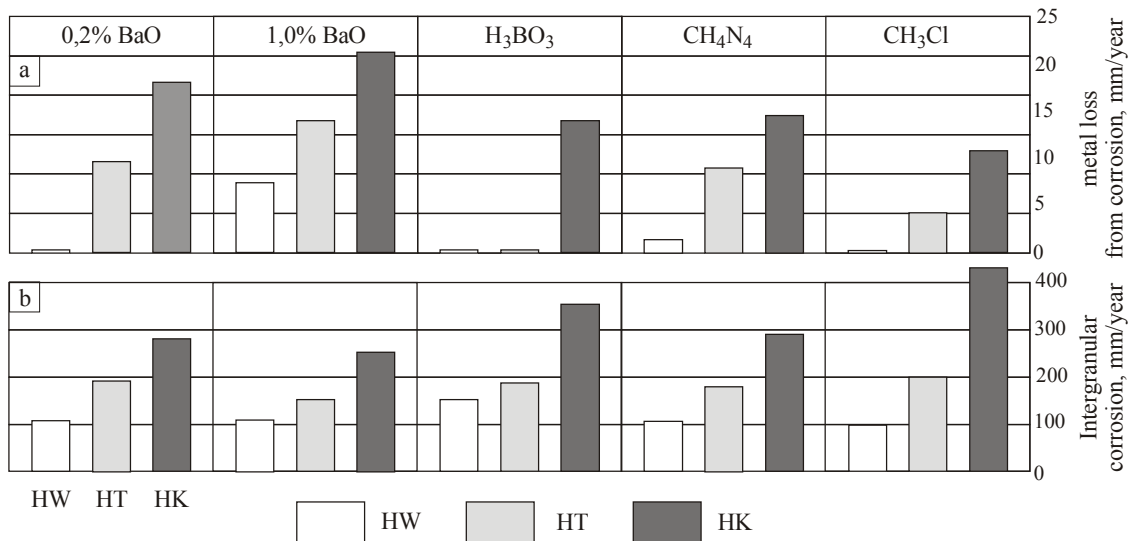 0,2% BaO
1,0% BaO
H₃BO₃
CH₄N₄
CH₃Cl
a
25
20
15
10
5
0
metal loss
from corrosion, mm/year
b
400
300
200
100
0
Intergranular
corrosion, mm/year
HW HT HK
HW
HT
HK